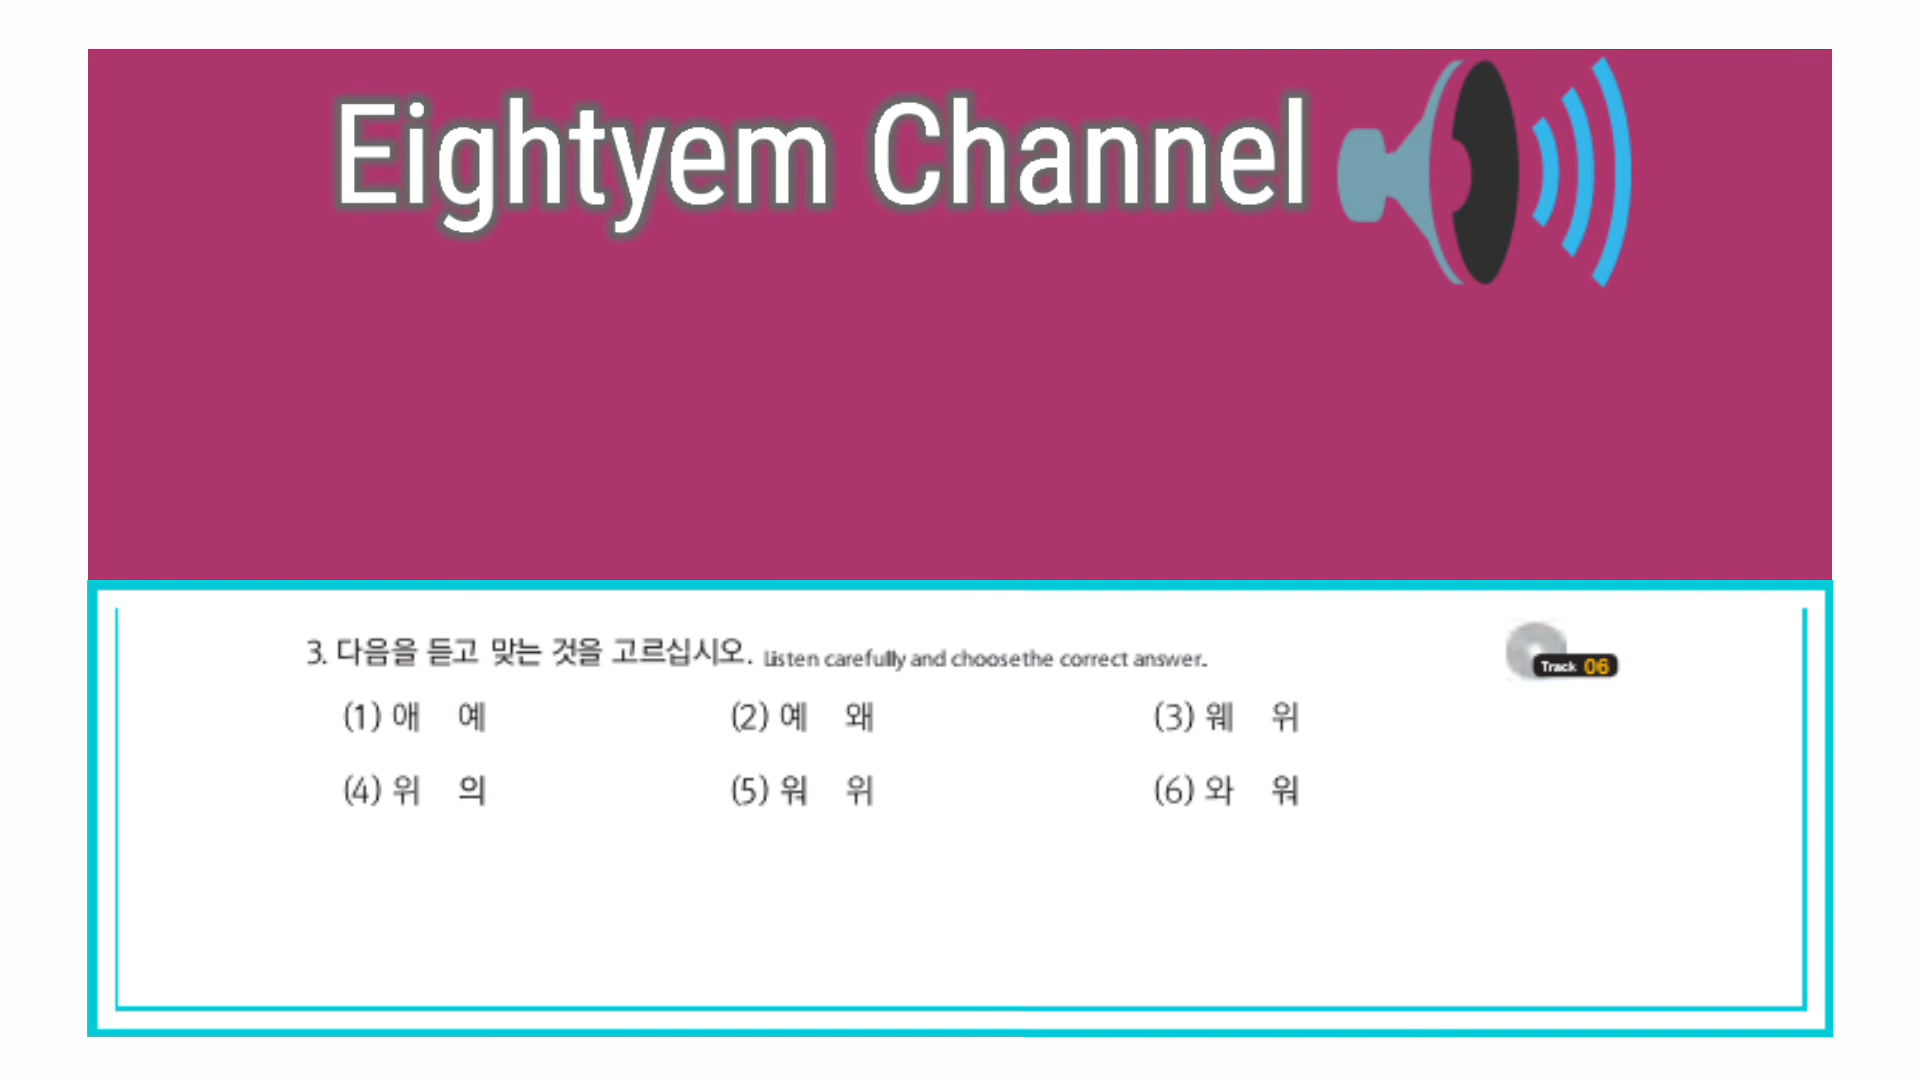 Eightyem Channel
3. 다음을 듣고 맞는 것을 고르십시오. Listen carefully and choose the correct answer.
Track 06
(1) 애 예 (2) 예 왜 (3) 웨 위
(4) 위 의 (5) 워 위 (6) 와 워